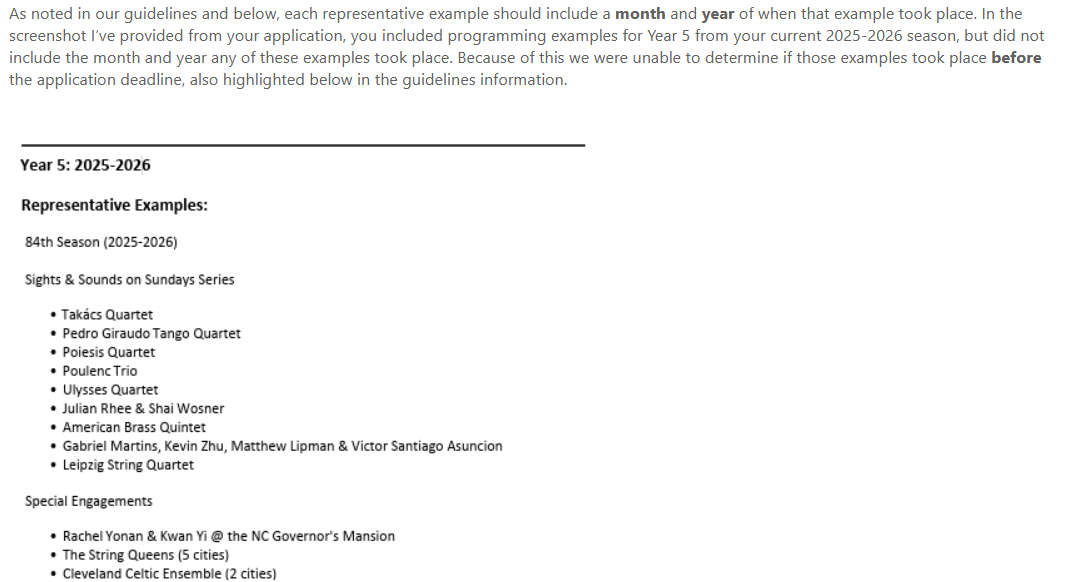 As noted in our guidelines and below, each representative example should include a month and year of when that example took place. In the
screenshot I've provided from your application, you included programming examples for Year 5 from your current 2025-2026 season, but did not
include the month and year any of these examples took place. Because of this we were unable to determine if those examples took place before
the application deadline, also highlighted below in the guidelines information.
Year 5: 2025-2026
Representative Examples:
84th Season (2025-2026)
Sights & Sounds on Sundays Series
• Takács Quartet
• Pedro Giraudo Tango Quartet
• Poiesis Quartet
• Poulenc Trio
• Ulysses Quartet
• Julian Rhee & Shai Wosner
• American Brass Quintet
• Gabriel Martins, Kevin Zhu, Matthew Lipman & Victor Santiago Asuncion
• Leipzig String Quartet
Special Engagements
• Rachel Yonan & Kwan Yi @ the NC Governor's Mansion
• The String Queens (5 cities)
• Cleveland Celtic Ensemble (2 cities)